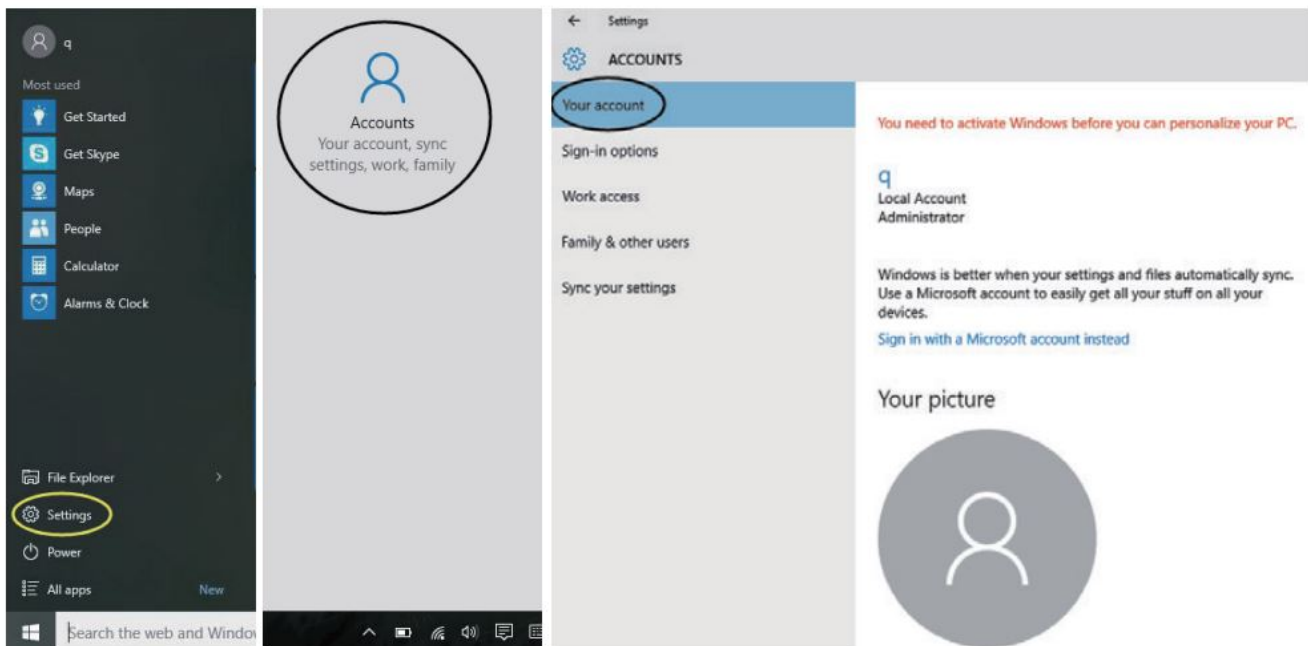 q
Most used
Get Started
Get Skype
Maps
People
Calculator
Alarms & Clock
File Explorer
Settings
Power
All apps New
Search the web and Window
Accounts
Your account, sync
settings, work, family
Settings
ACCOUNTS
Your account
Sign-in options
Work access
Family & other users
Sync your settings
You need to activate Windows before you can personalize your PC.
q
Local Account
Administrator
Windows is better when your settings and files automatically sync.
Use a Microsoft account to easily get all your stuff on all your
devices.
Sign in with a Microsoft account instead
Your picture